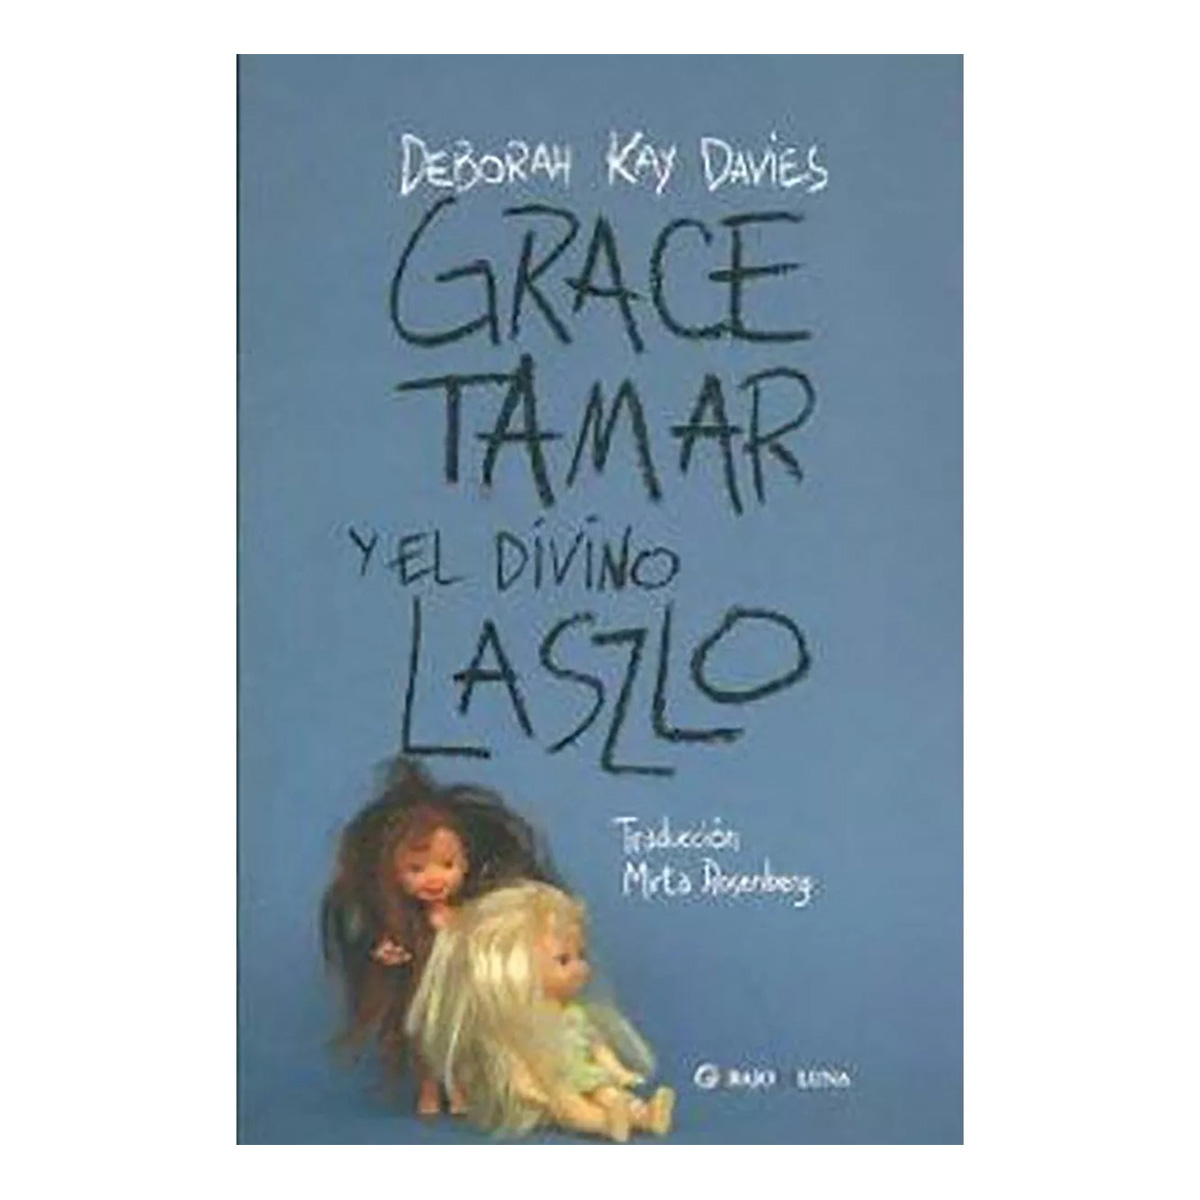 DEBORAH KAY DAVIES
GRACE
TAMAR
Y EL DIVINO
LASZLO
Traducción
Mirta Rosenberg
BAJO LUNA